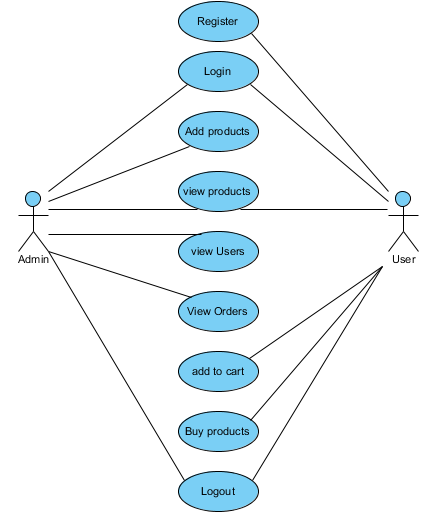 Register
Login
Add products
view products
view Users
Admin
User
View Orders
add to cart
Buy products
Logout